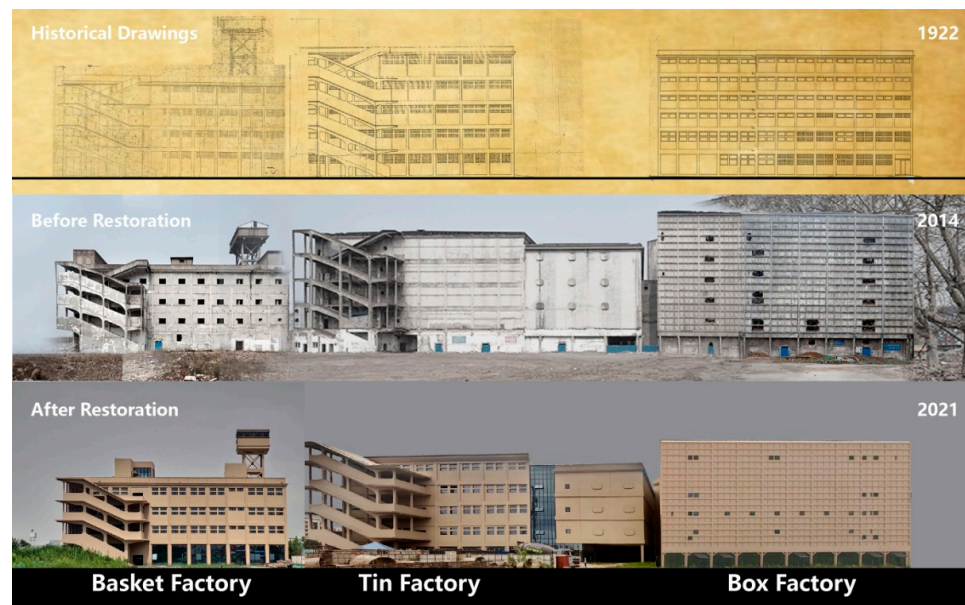 Historical Drawings
1922
Before Restoration
2014
After Restoration
2021
Basket Factory
Tin Factory
Box Factory